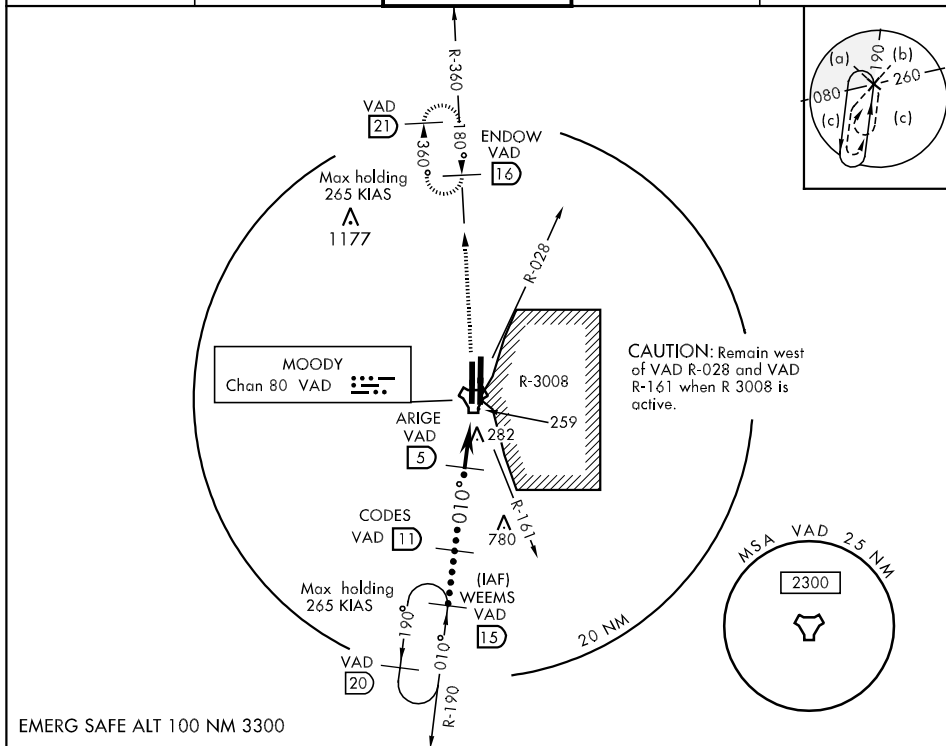 R-360
VAD
21
180°
360°
ENDOW
VAD
16
Max holding
265 KIAS
1177
(a)
190
(b)
080
260
(c)
(c)
R-028
MOODY
Chan 80 VAD
R-3008
CAUTION: Remain west
of VAD R-028 and VAD
R-161 when R 3008 is
active.
259
ARIGE
VAD
5
282
010°
R-161
780
CODES
VAD 11
(IAF)
WEEMS
VAD
15
Max holding
265 KIAS
190°
010°
VAD
20
R-190
20 NM
MSA VAD 25 NM
2300
EMERG SAFE ALT 100 NM 3300